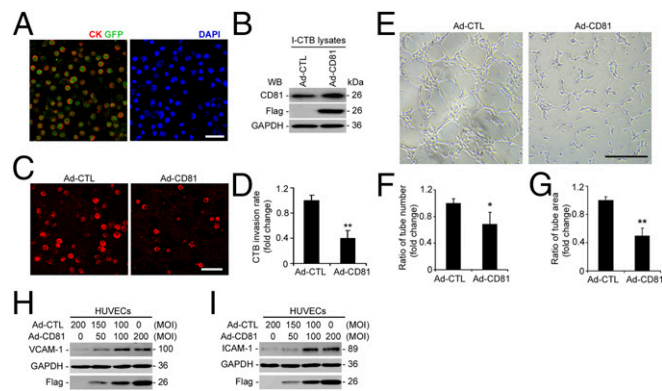 A
CK GFP
DAPI
B
I-CTB lysates
Ad-CTL
Ad-CD81
WB
kDa
CD81
26
Flag
26
GAPDH
36
C
Ad-CTL
Ad-CD81
D
CTB invasion rate
(fold change)
1.2
0.8
0.4
0
**
Ad-CTL Ad-CD81
E
Ad-CTL
Ad-CD81
F
Ratio of tube number
(fold change)
1.2
0.8
0.4
0
*
Ad-CTL Ad-CD81
G
Ratio of tube area
(fold change)
1.2
0.8
0.4
0
**
Ad-CTL Ad-CD81
H
HUVECs
Ad-CTL 200 150 100 0 (MOI)
Ad-CD81 0 50 100 200 (MOI)
VCAM-1 - 100
GAPDH - 36
Flag - 26
I
HUVECs
Ad-CTL 200 150 100 0 (MOI)
Ad-CD81 0 50 100 200 (MOI)
ICAM-1 - 89
GAPDH - 36
Flag - 26